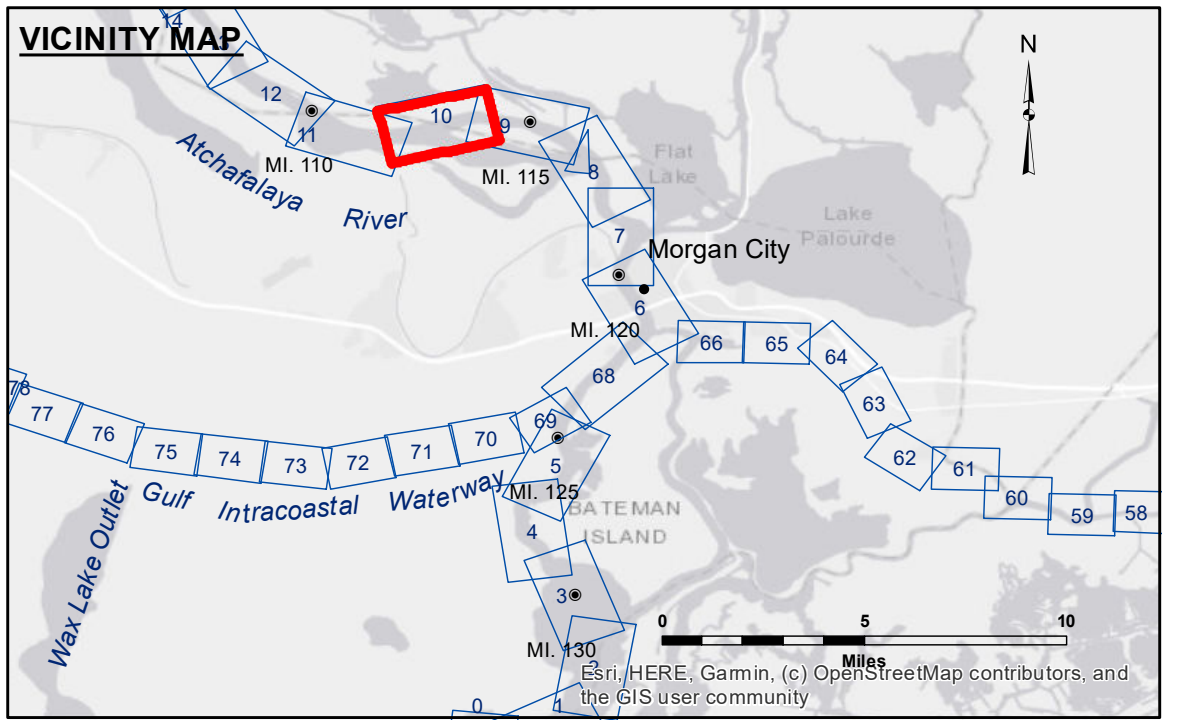 VICINITY MAP
14
13
12
11
10
9
8
7
6
N
MI. 110
MI. 115
Atchafalaya
River
Flat
Lake
Lake
Palourde
Morgan City
MI. 120
66
65
64
63
62
61
60
59
58
68
69
70
71
72
73
74
75
76
77
78
Gulf Intracoastal Waterway
Wax Lake Outlet
5
MI. 125
BATEMAN
ISLAND
4
3
MI. 130
2
1
0
0 5 10
Miles
Esri, HERE, Garmin, (c) OpenStreetMap contributors, and
the GIS user community